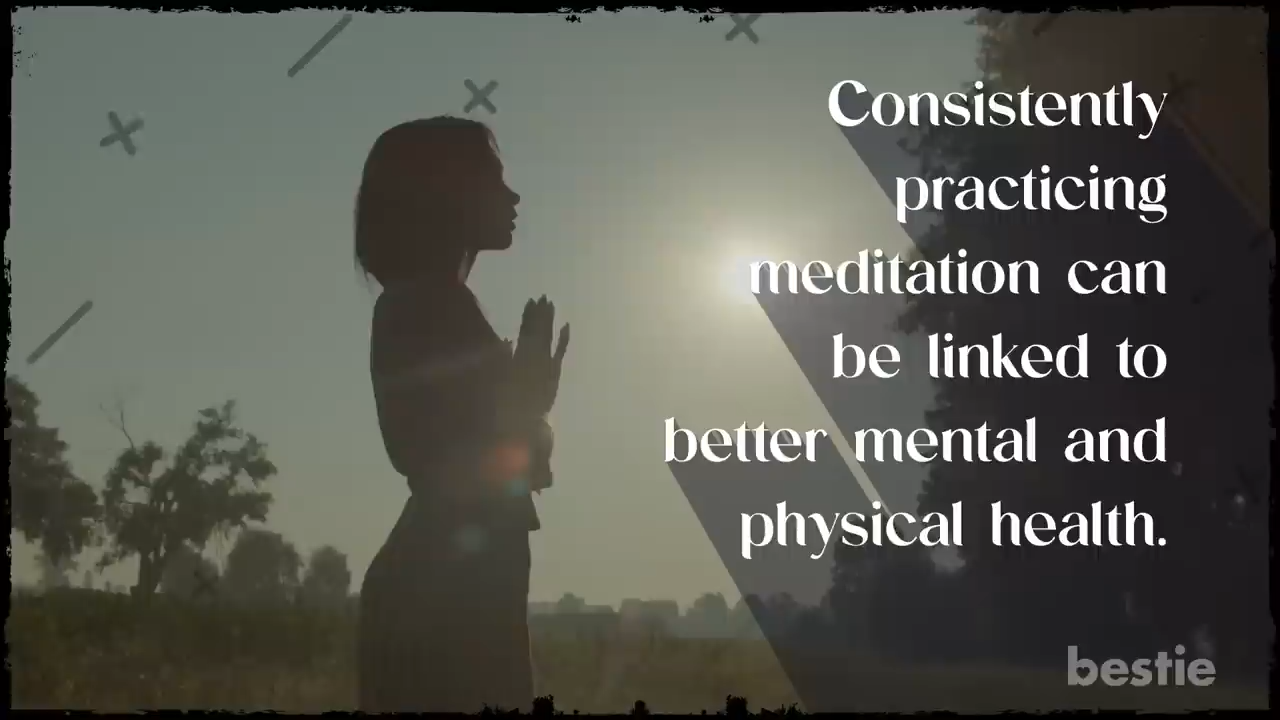 Consistently
practicing
meditation can
be linked to
better mental and
physical health.
bestie